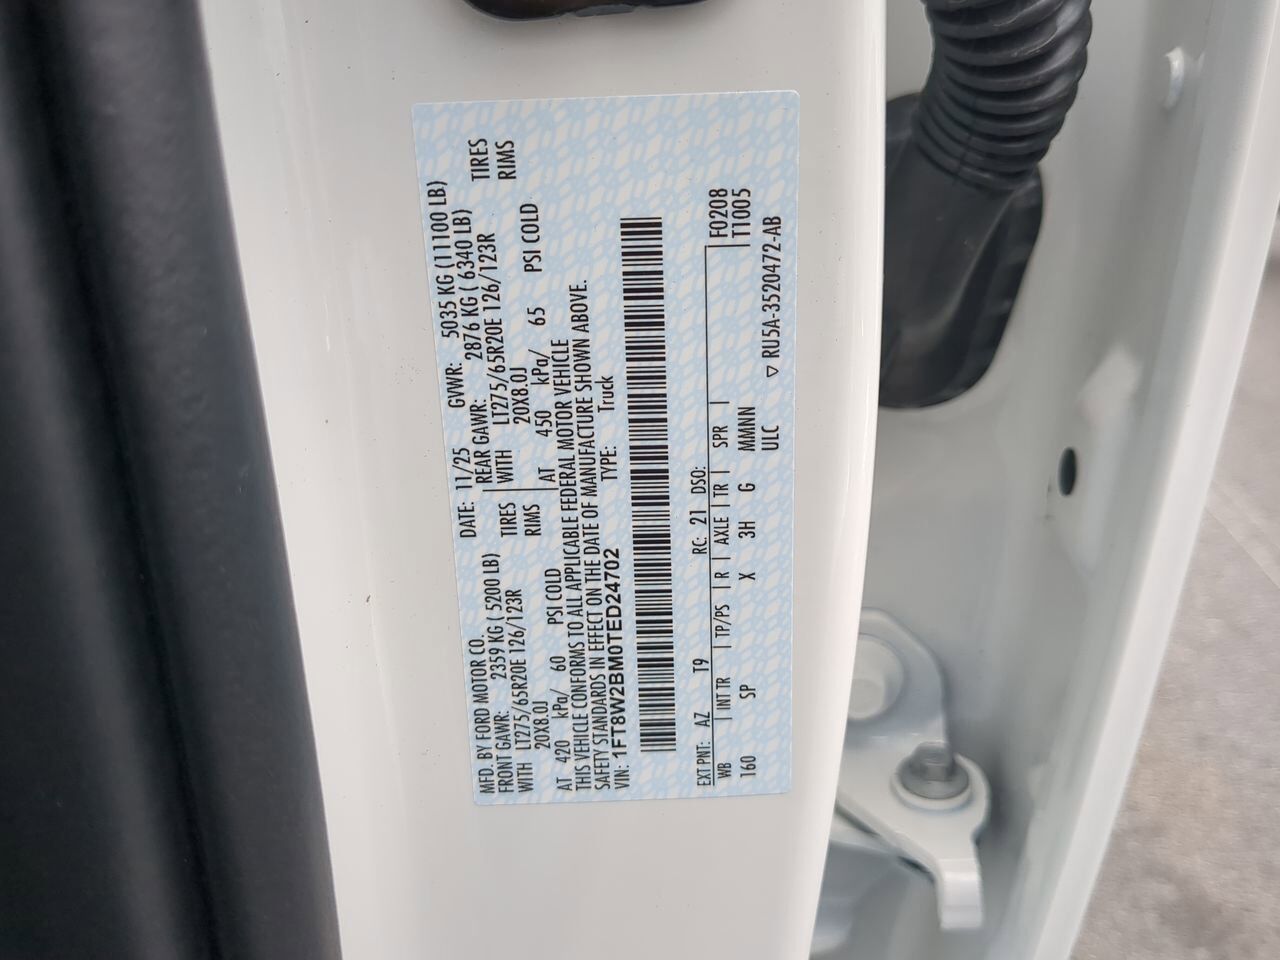 MFD. BY FORD MOTOR CO.
DATE: 11/25 GVWR: 5035 KG (11100 LB)
FRONT GAWR: 2359 KG ( 5200 LB) REAR GAWR: 2876 KG ( 6340 LB)
WITH LT275/65R20E 126/123R TIRES WITH LT275/65R20E 126/123R TIRES
20X8.0J RIMS 20X8.0J RIMS
AT 420 kPa/ 60 PSI COLD AT 450 kPa/ 65 PSI COLD
THIS VEHICLE CONFORMS TO ALL APPLICABLE FEDERAL MOTOR VEHICLE
SAFETY STANDARDS IN EFFECT ON THE DATE OF MANUFACTURE SHOWN ABOVE.
VIN: 1FT8W2BM0TED24702 TYPE: Truck
EXT PNT: AZ T9 RC: 21 DSO: F0208
WB | INT TR | TP/PS | R | AXLE | TR | SPR | T1005
160 SP X 3H G MMNN
ULC
▽ RU5A-3520472-AB